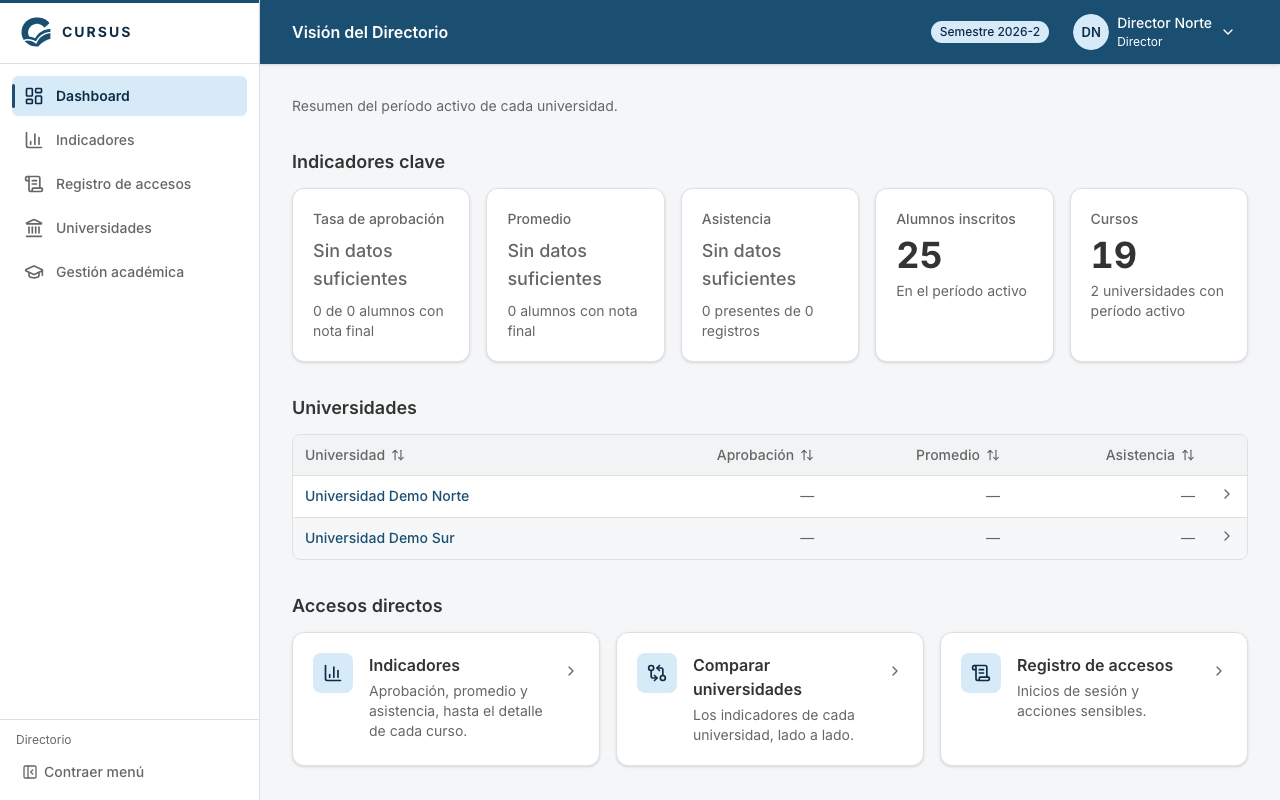 CURSUS
Visión del Directorio
Semestre 2026-2
DN
Director Norte
Director
Dashboard
Indicadores
Registro de accesos
Universidades
Gestión académica
Directorio
Contraer menú
Resumen del período activo de cada universidad.
Indicadores clave
Tasa de aprobación
Sin datos
suficientes
0 de 0 alumnos con
nota final
Promedio
Sin datos
suficientes
0 alumnos con nota
final
Asistencia
Sin datos
suficientes
0 presentes de 0
registros
Alumnos inscritos
25
En el período activo
Cursos
19
2 universidades con
período activo
Universidades
Universidad Aprobación Promedio Asistencia
Universidad Demo Norte — — —
Universidad Demo Sur — — —
Accesos directos
Indicadores
Aprobación, promedio y
asistencia, hasta el detalle
de cada curso.
Comparar
universidades
Los indicadores de cada
universidad, lado a lado.
Registro de accesos
Inicios de sesión y
acciones sensibles.